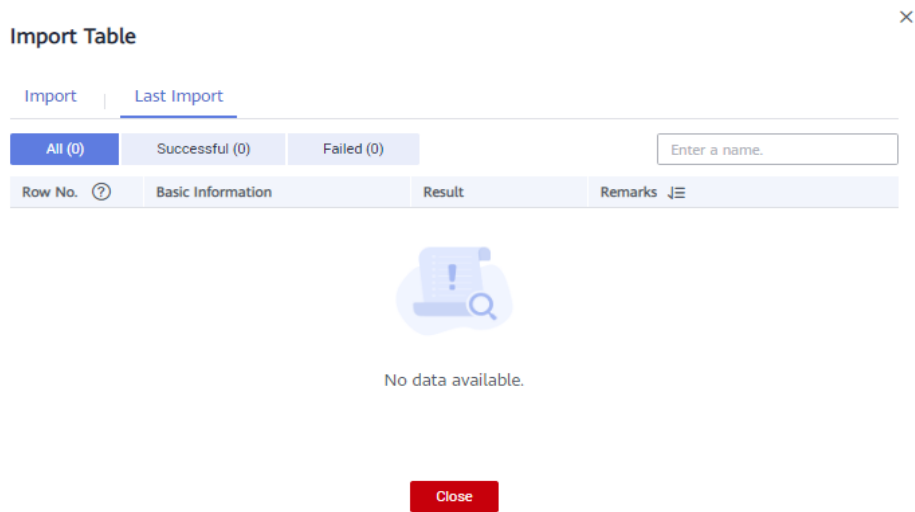 Import Table
Import
Last Import
All (0)
Successful (0)
Failed (0)
Enter a name.
Row No. ?
Basic Information
Result
Remarks
No data available.
Close